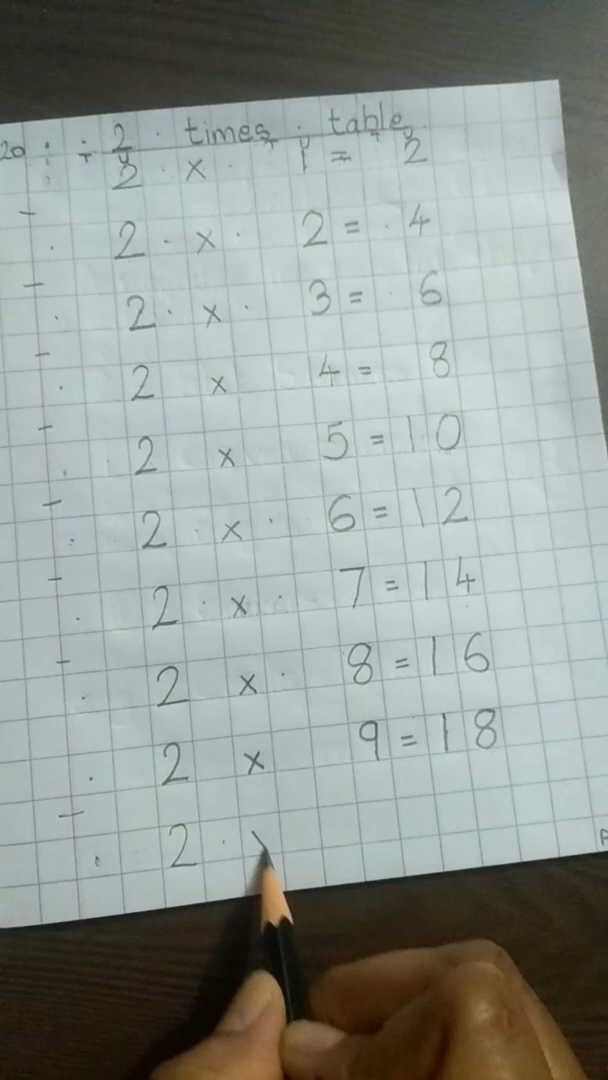 20 2 times table
2 x 1 = 2
2 x 2 = 4
2 x 3 = 6
2 x 4 = 8
2 x 5 = 10
2 x 6 = 12
2 x 7 = 14
2 x 8 = 16
2 x 9 = 18
2